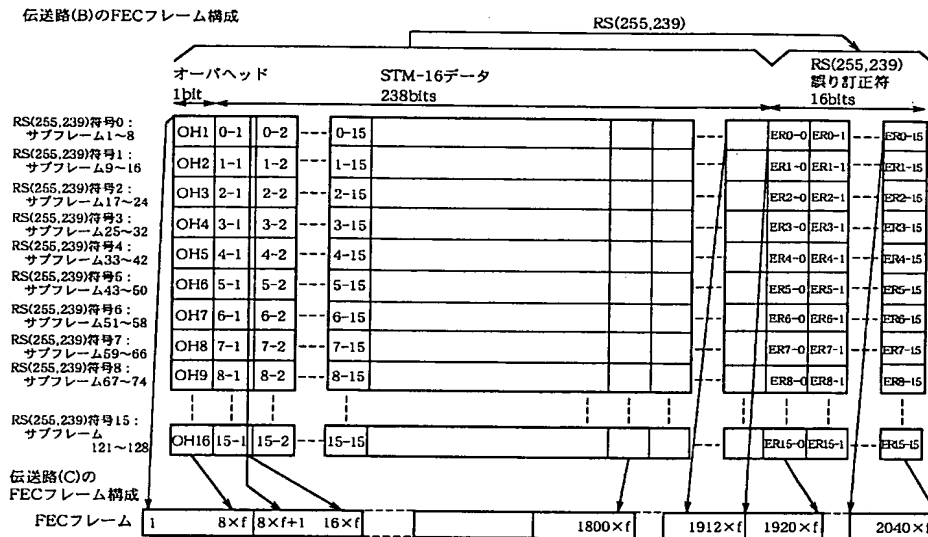 伝送路(B)のFECフレーム構成
RS(255,239)
オーバヘッド
1bit
STM-16データ
238bits
RS(255,239)
誤り訂正符
16bits
RS(255,239)符号0：
サブフレーム1～8
OH1 0-1 0-2 0-15 ER0-0 ER0-1 ER0-15
RS(255,239)符号1：
サブフレーム9～16
OH2 1-1 1-2 1-15 ER1-0 ER1-1 ER1-15
RS(255,239)符号2：
サブフレーム17～24
OH3 2-1 2-2 2-15 ER2-0 ER2-1 ER2-15
RS(255,239)符号3：
サブフレーム25～32
OH4 3-1 3-2 3-15 ER3-0 ER3-1 ER3-15
RS(255,239)符号4：
サブフレーム33～42
OH5 4-1 4-2 4-15 ER4-0 ER4-1 ER4-15
RS(255,239)符号5：
サブフレーム43～50
OH6 5-1 5-2 5-15 ER5-0 ER5-1 ER5-15
RS(255,239)符号6：
サブフレーム51～58
OH7 6-1 6-2 6-15 ER6-0 ER6-1 ER6-15
RS(255,239)符号7：
サブフレーム59～66
OH8 7-1 7-2 7-15 ER7-0 ER7-1 ER7-15
RS(255,239)符号8：
サブフレーム67～74
OH9 8-1 8-2 8-15 ER8-0 ER8-1 ER8-15
RS(255,239)符号15：
サブフレーム
121～128
OH16 15-1 15-2 15-15 ER15-0 ER15-1 ER15-15
伝送路(C)の
FECフレーム構成
FECフレーム 1 8×f 8×f+1 16×f 1800×f 1912×f 1920×f 2040×f